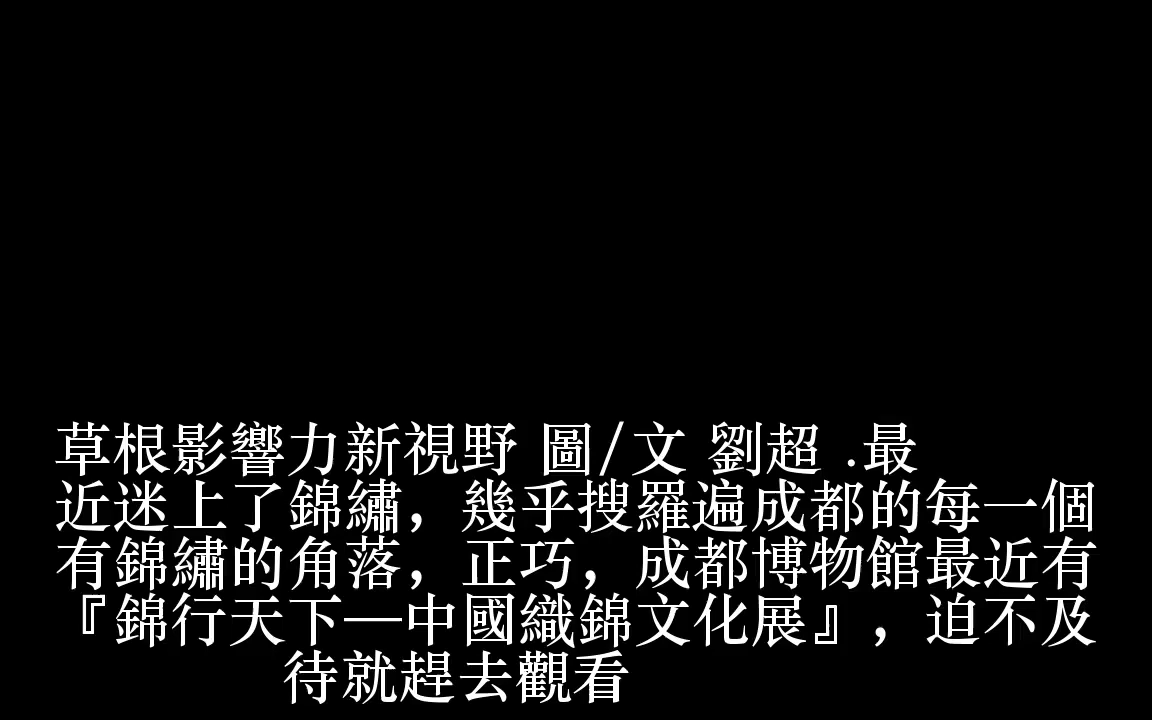 草根影響力新視野 圖/文 劉超 .最
近迷上了錦繡，幾乎搜羅遍成都的每一個
有錦繡的角落，正巧，成都博物館最近有
『錦行天下—中國織錦文化展』，迫不及
待就趕去觀看